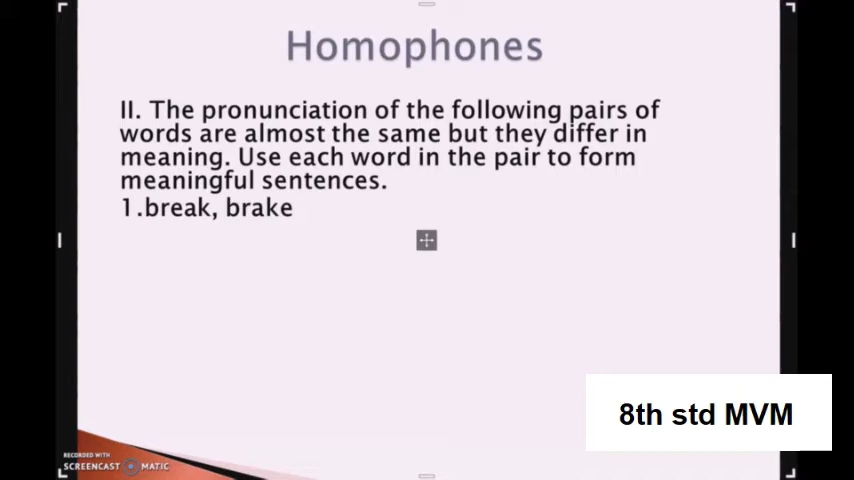 Homophones
II. The pronunciation of the following pairs of
words are almost the same but they differ in
meaning. Use each word in the pair to form
meaningful sentences.
1.break, brake
8th std MVM
RECORDED WITH
SCREENCAST MATIC